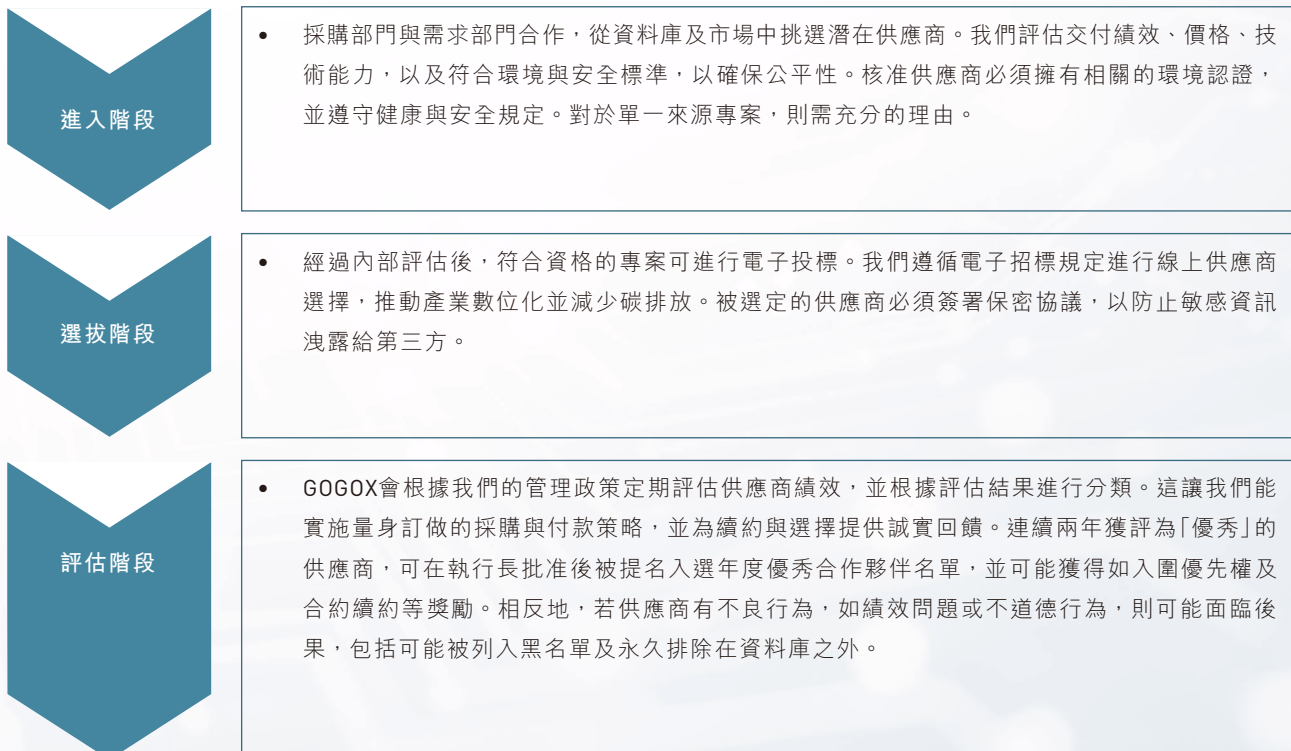 進入階段
• 採購部門與需求部門合作，從資料庫及市場中挑選潛在供應商。我們評估交付績效、價格、技
術能力，以及符合環境與安全標準，以確保公平性。核准供應商必須擁有相關的環境認證，
並遵守健康與安全規定。對於單一來源專案，則需充分的理由。
選拔階段
• 經過內部評估後，符合資格的專案可進行電子投標。我們遵循電子招標規定進行線上供應商
選擇，推動產業數位化並減少碳排放。被選定的供應商必須簽署保密協議，以防止敏感資訊
洩露給第三方。
評估階段
• GOGOX會根據我們的管理政策定期評估供應商績效，並根據評估結果進行分類。這讓我們能
實施量身訂做的採購與付款策略，並為續約與選擇提供誠實回饋。連續兩年獲評為「優秀」的
供應商，可在執行長批准後被提名入選年度優秀合作夥伴名單，並可能獲得如入圍優先權及
合約續約等獎勵。相反地，若供應商有不良行為，如績效問題或不道德行為，則可能面臨後
果，包括可能被列入黑名單及永久排除在資料庫之外。